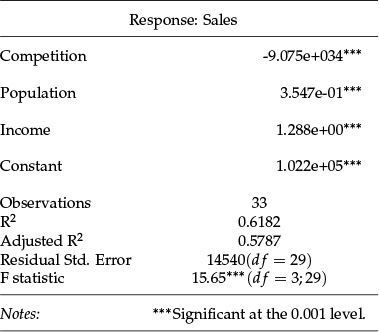 Response: Sales
Competition -9.075e+034***
Population 3.547e-01***
Income 1.288e+00***
Constant 1.022e+05***
Observations 33
R² 0.6182
Adjusted R² 0.5787
Residual Std. Error 14540(df = 29)
F statistic 15.65***(df = 3; 29)
Notes: ***Significant at the 0.001 level.